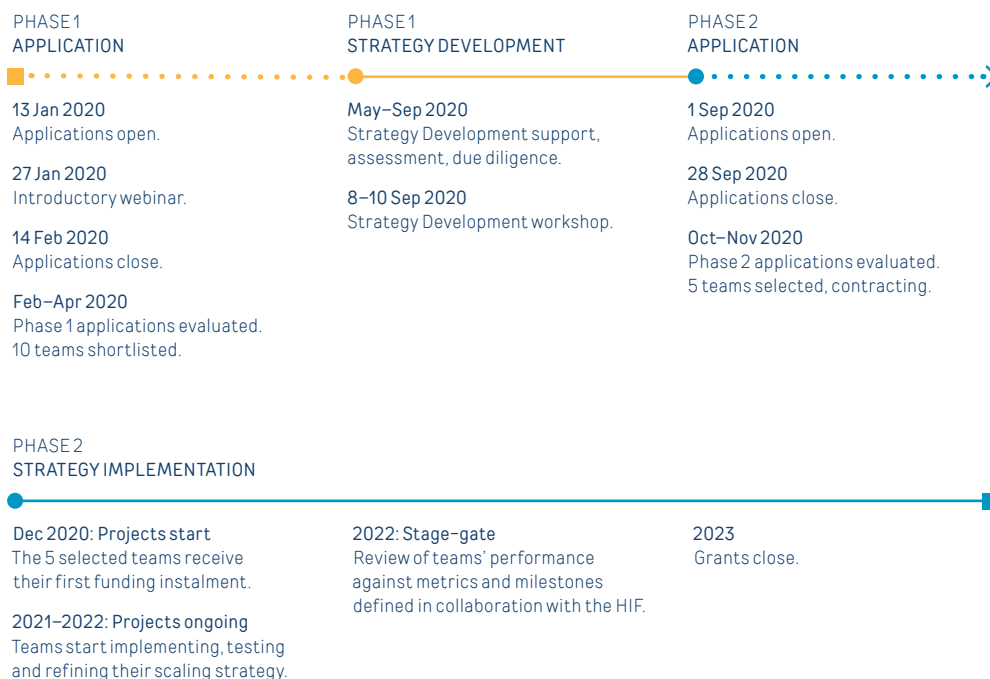 PHASE 1
APPLICATION
13 Jan 2020
Applications open.
27 Jan 2020
Introductory webinar.
14 Feb 2020
Applications close.
Feb–Apr 2020
Phase 1 applications evaluated.
10 teams shortlisted.
PHASE 1
STRATEGY DEVELOPMENT
May–Sep 2020
Strategy Development support,
assessment, due diligence.
8–10 Sep 2020
Strategy Development workshop.
PHASE 2
APPLICATION
1 Sep 2020
Applications open.
28 Sep 2020
Applications close.
Oct–Nov 2020
Phase 2 applications evaluated.
5 teams selected, contracting.
PHASE 2
STRATEGY IMPLEMENTATION
Dec 2020: Projects start
The 5 selected teams receive
their first funding instalment.
2021–2022: Projects ongoing
Teams start implementing, testing
and refining their scaling strategy.
2022: Stage-gate
Review of teams' performance
against metrics and milestones
defined in collaboration with the HIF.
2023
Grants close.